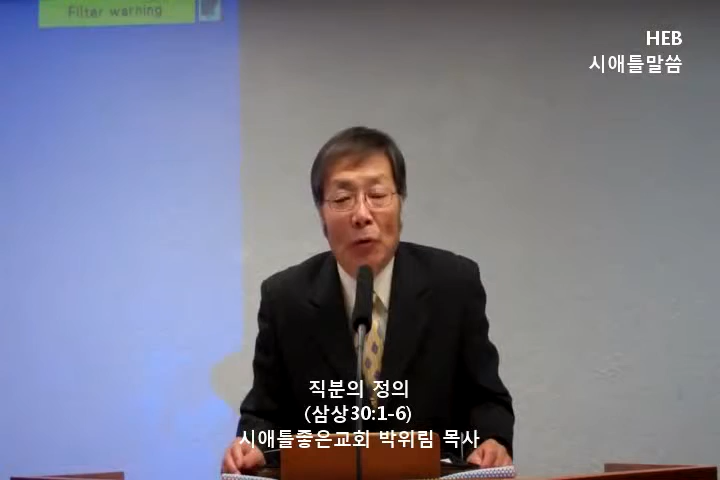 Filter warning
HEB
시애틀말씀
직분의 정의
(삼상30:1-6)
시애틀좋은교회 박위림 목사